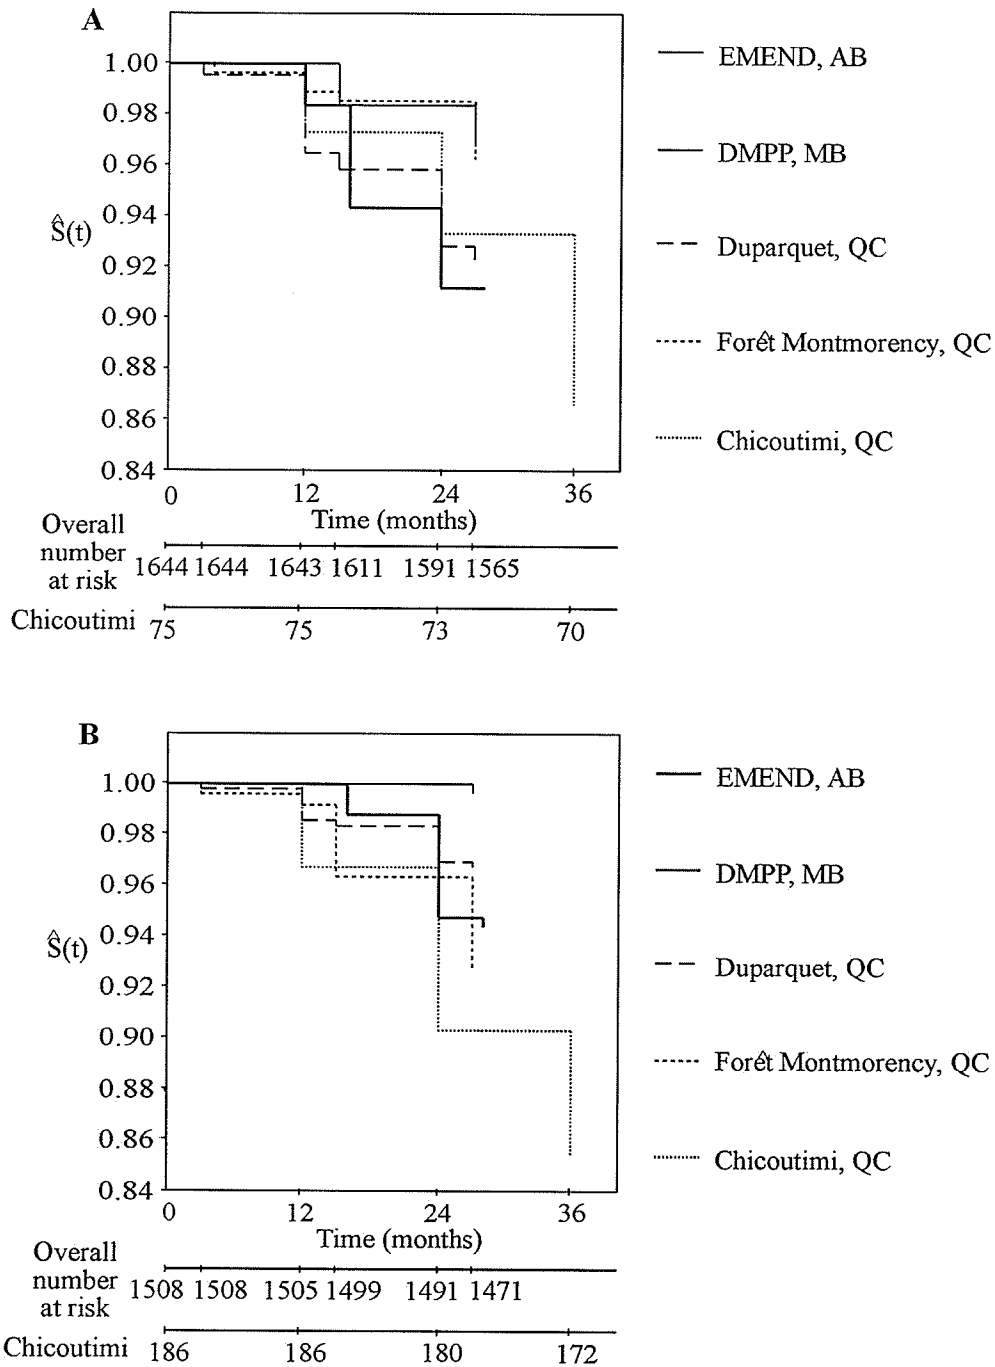 A
1.00
0.98
0.96
0.94
0.92
0.90
0.88
0.86
0.84
Ŝ(t)
0 12 24 36
Time (months)
EMEND, AB
DMPP, MB
Duparquet, QC
Forêt Montmorency, QC
Chicoutimi, QC
Overall
number
at risk
1644 1644 1643 1611 1591 1565
Chicoutimi 75 75 73 70
B
1.00
0.98
0.96
0.94
0.92
0.90
0.88
0.86
0.84
Ŝ(t)
0 12 24 36
Time (months)
EMEND, AB
DMPP, MB
Duparquet, QC
Forêt Montmorency, QC
Chicoutimi, QC
Overall
number
at risk
1508 1508 1505 1499 1491 1471
Chicoutimi 186 186 180 172